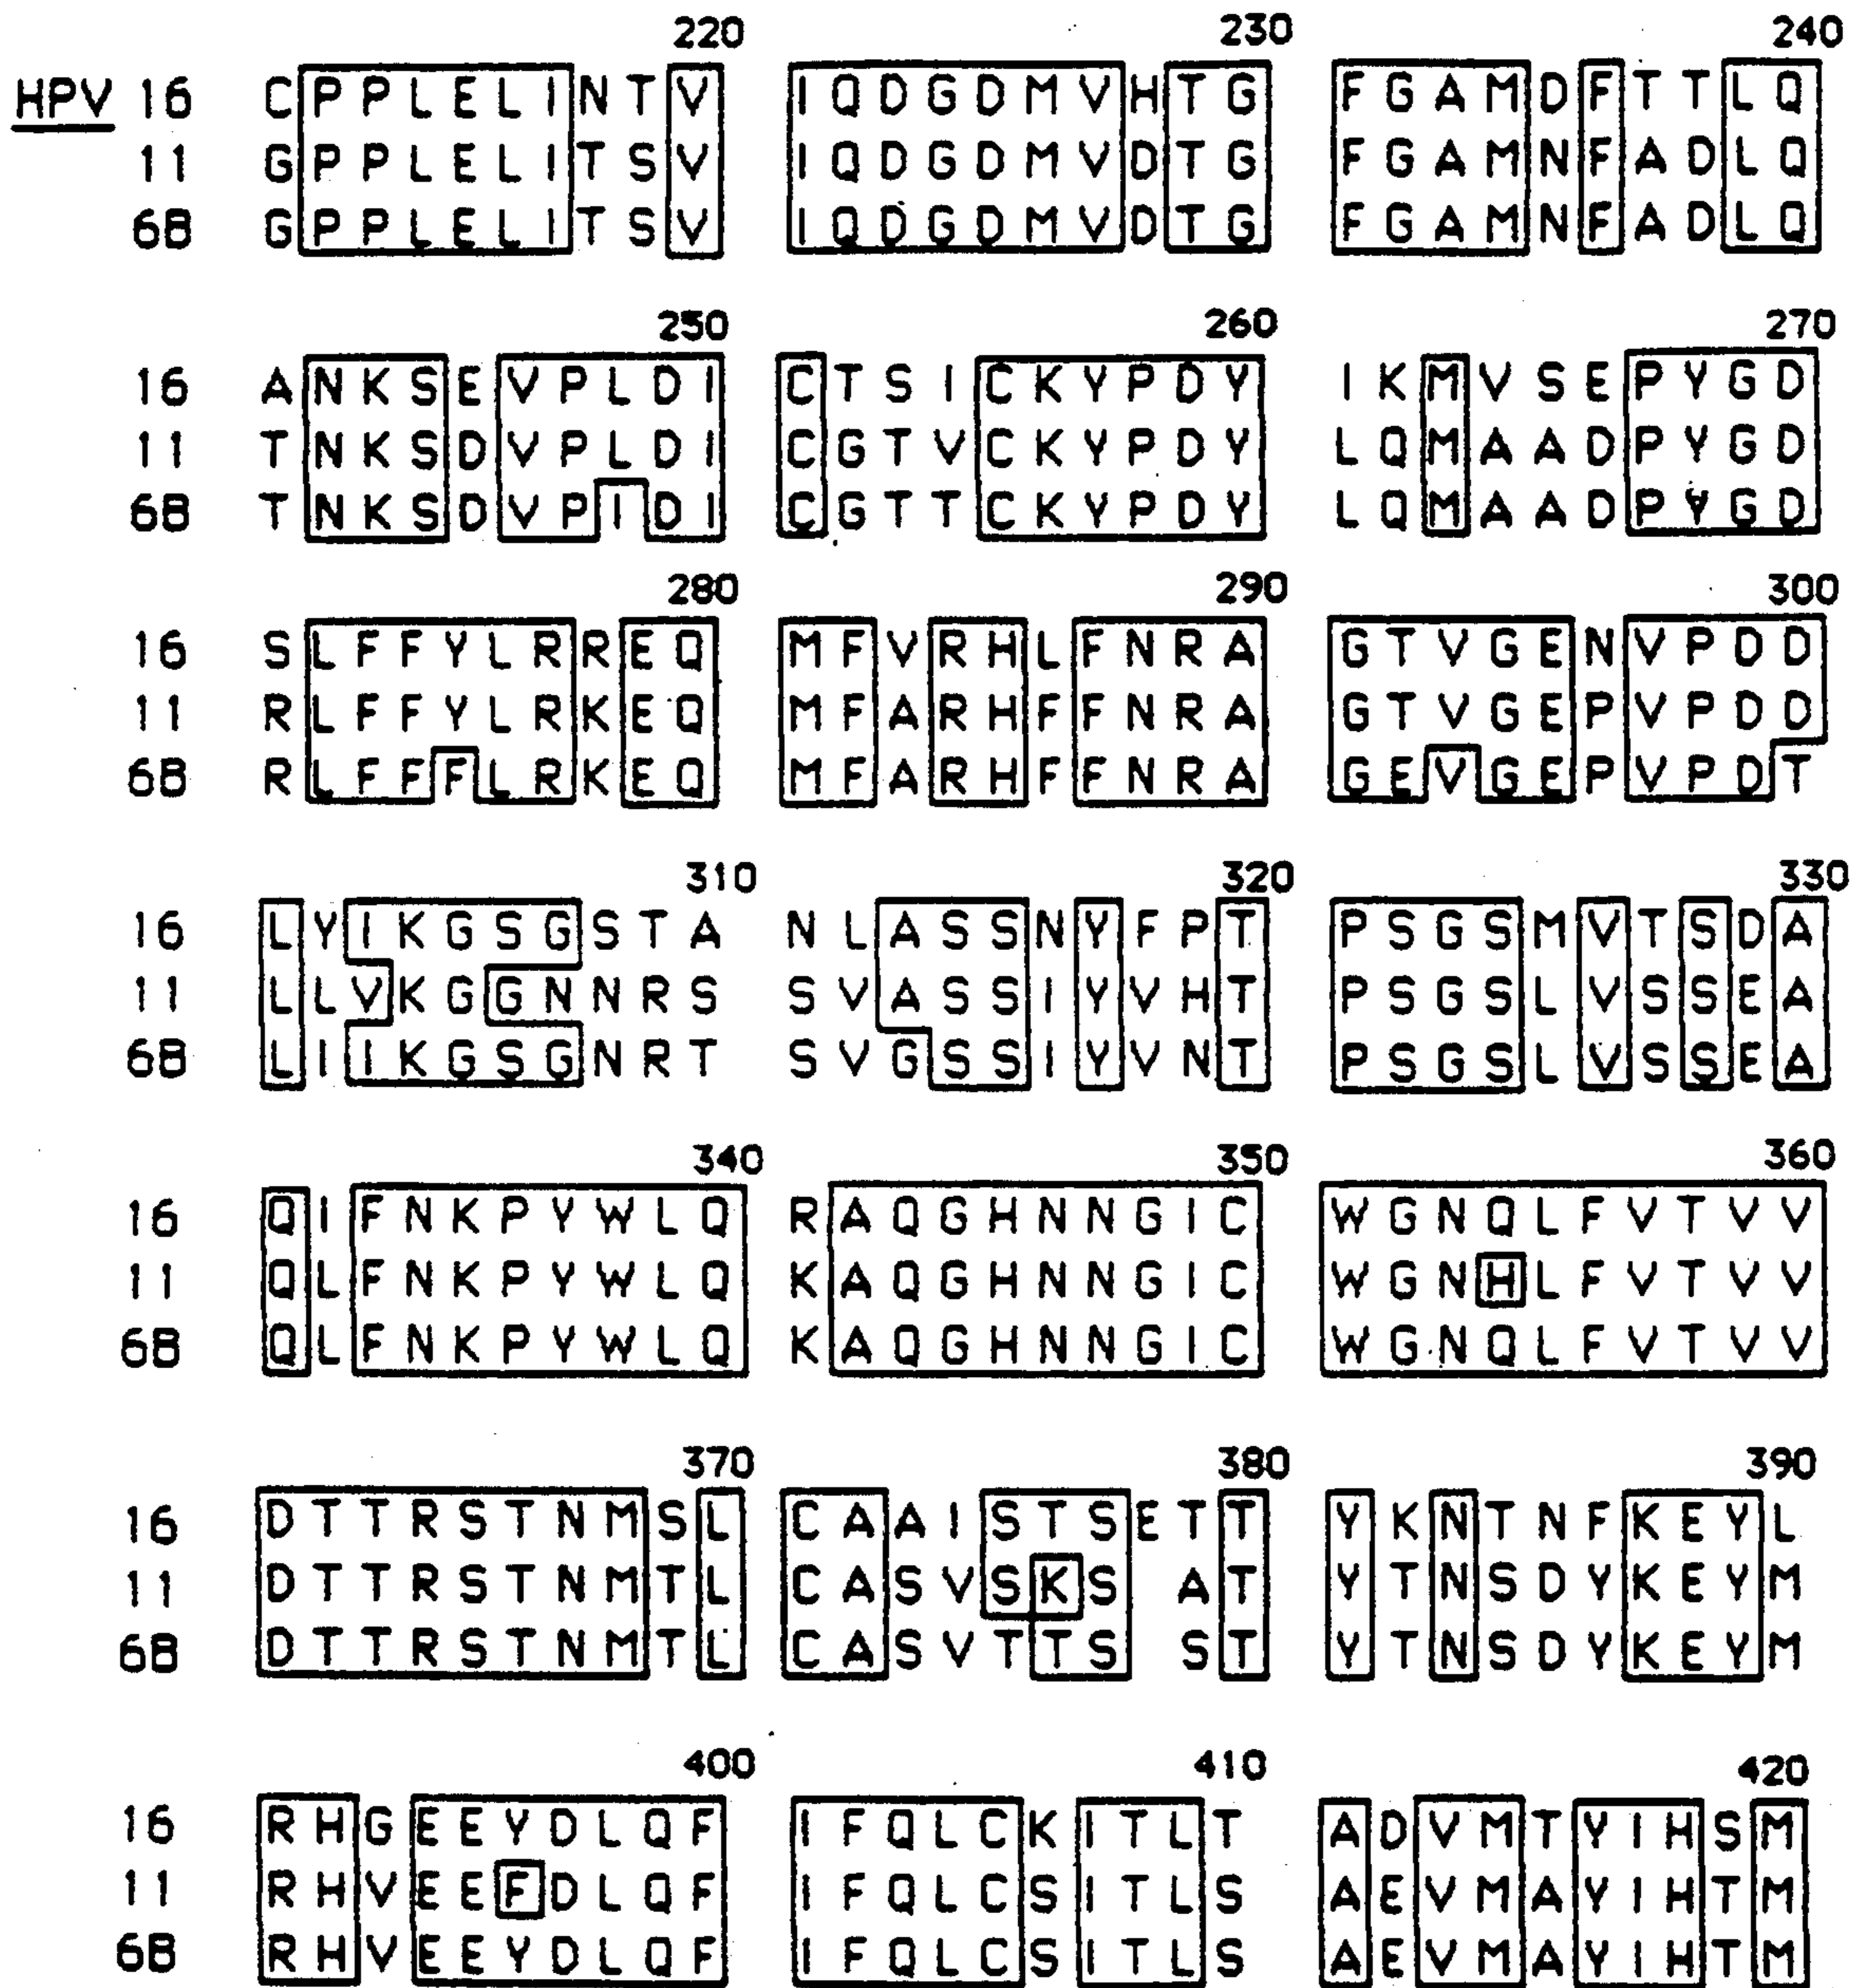 220 230 240
HPV 16 C P P L E L I N T V I Q D G D M V H T G F G A M D F T T L Q
11 G P P L E L I T S V I Q D G D M V D T G F G A M N F A D L Q
68 G P P L E L I T S V I Q D G D M V D T G F G A M N F A D L Q
250 260 270
16 A N K S E V P L D I C T S I C K Y P D Y I K M V S E P Y G D
11 T N K S D V P L D I C G T V C K Y P D Y L Q M A A D P Y G D
68 T N K S D V P I D I C G T T C K Y P D Y L Q M A A D P Y G D
280 290 300
16 S L F F Y L R R E Q M F V R H L F N R A G T V G E N V P D D
11 R L F F Y L R K E Q M F A R H F F N R A G T V G E P V P D D
68 R L F F F L R K E Q M F A R H F F N R A G E V G E P V P D T
310 320 330
16 L Y I K G S G S T A N L A S S N Y F P T P S G S M V T S D A
11 L L V K G G N N R S S V A S S I Y V H T P S G S L V S S E A
68 L I I K G S G N R T S V G S S I Y V N T P S G S L V S S E A
340 350 360
16 Q I F N K P Y W L Q R A Q G H N N G I C W G N Q L F V T V V
11 Q L F N K P Y W L Q K A Q G H N N G I C W G N H L F V T V V
68 Q L F N K P Y W L Q K A Q G H N N G I C W G N Q L F V T V V
370 380 390
16 D T T R S T N M S L C A A I S T S E T T Y K N T N F K E Y L
11 D T T R S T N M T L C A S V S K S A T Y T N S D Y K E Y M
68 D T T R S T N M T L C A S V T T S S T Y T N S D Y K E Y M
400 410 420
16 R H G E E Y D L Q F I F Q L C K I T L T A D V M T Y I H S M
11 R H V E E F D L Q F I F Q L C S I T L S A E V M A Y I H T M
68 R H V E E Y D L Q F I F Q L C S I T L S A E V M A Y I H T M